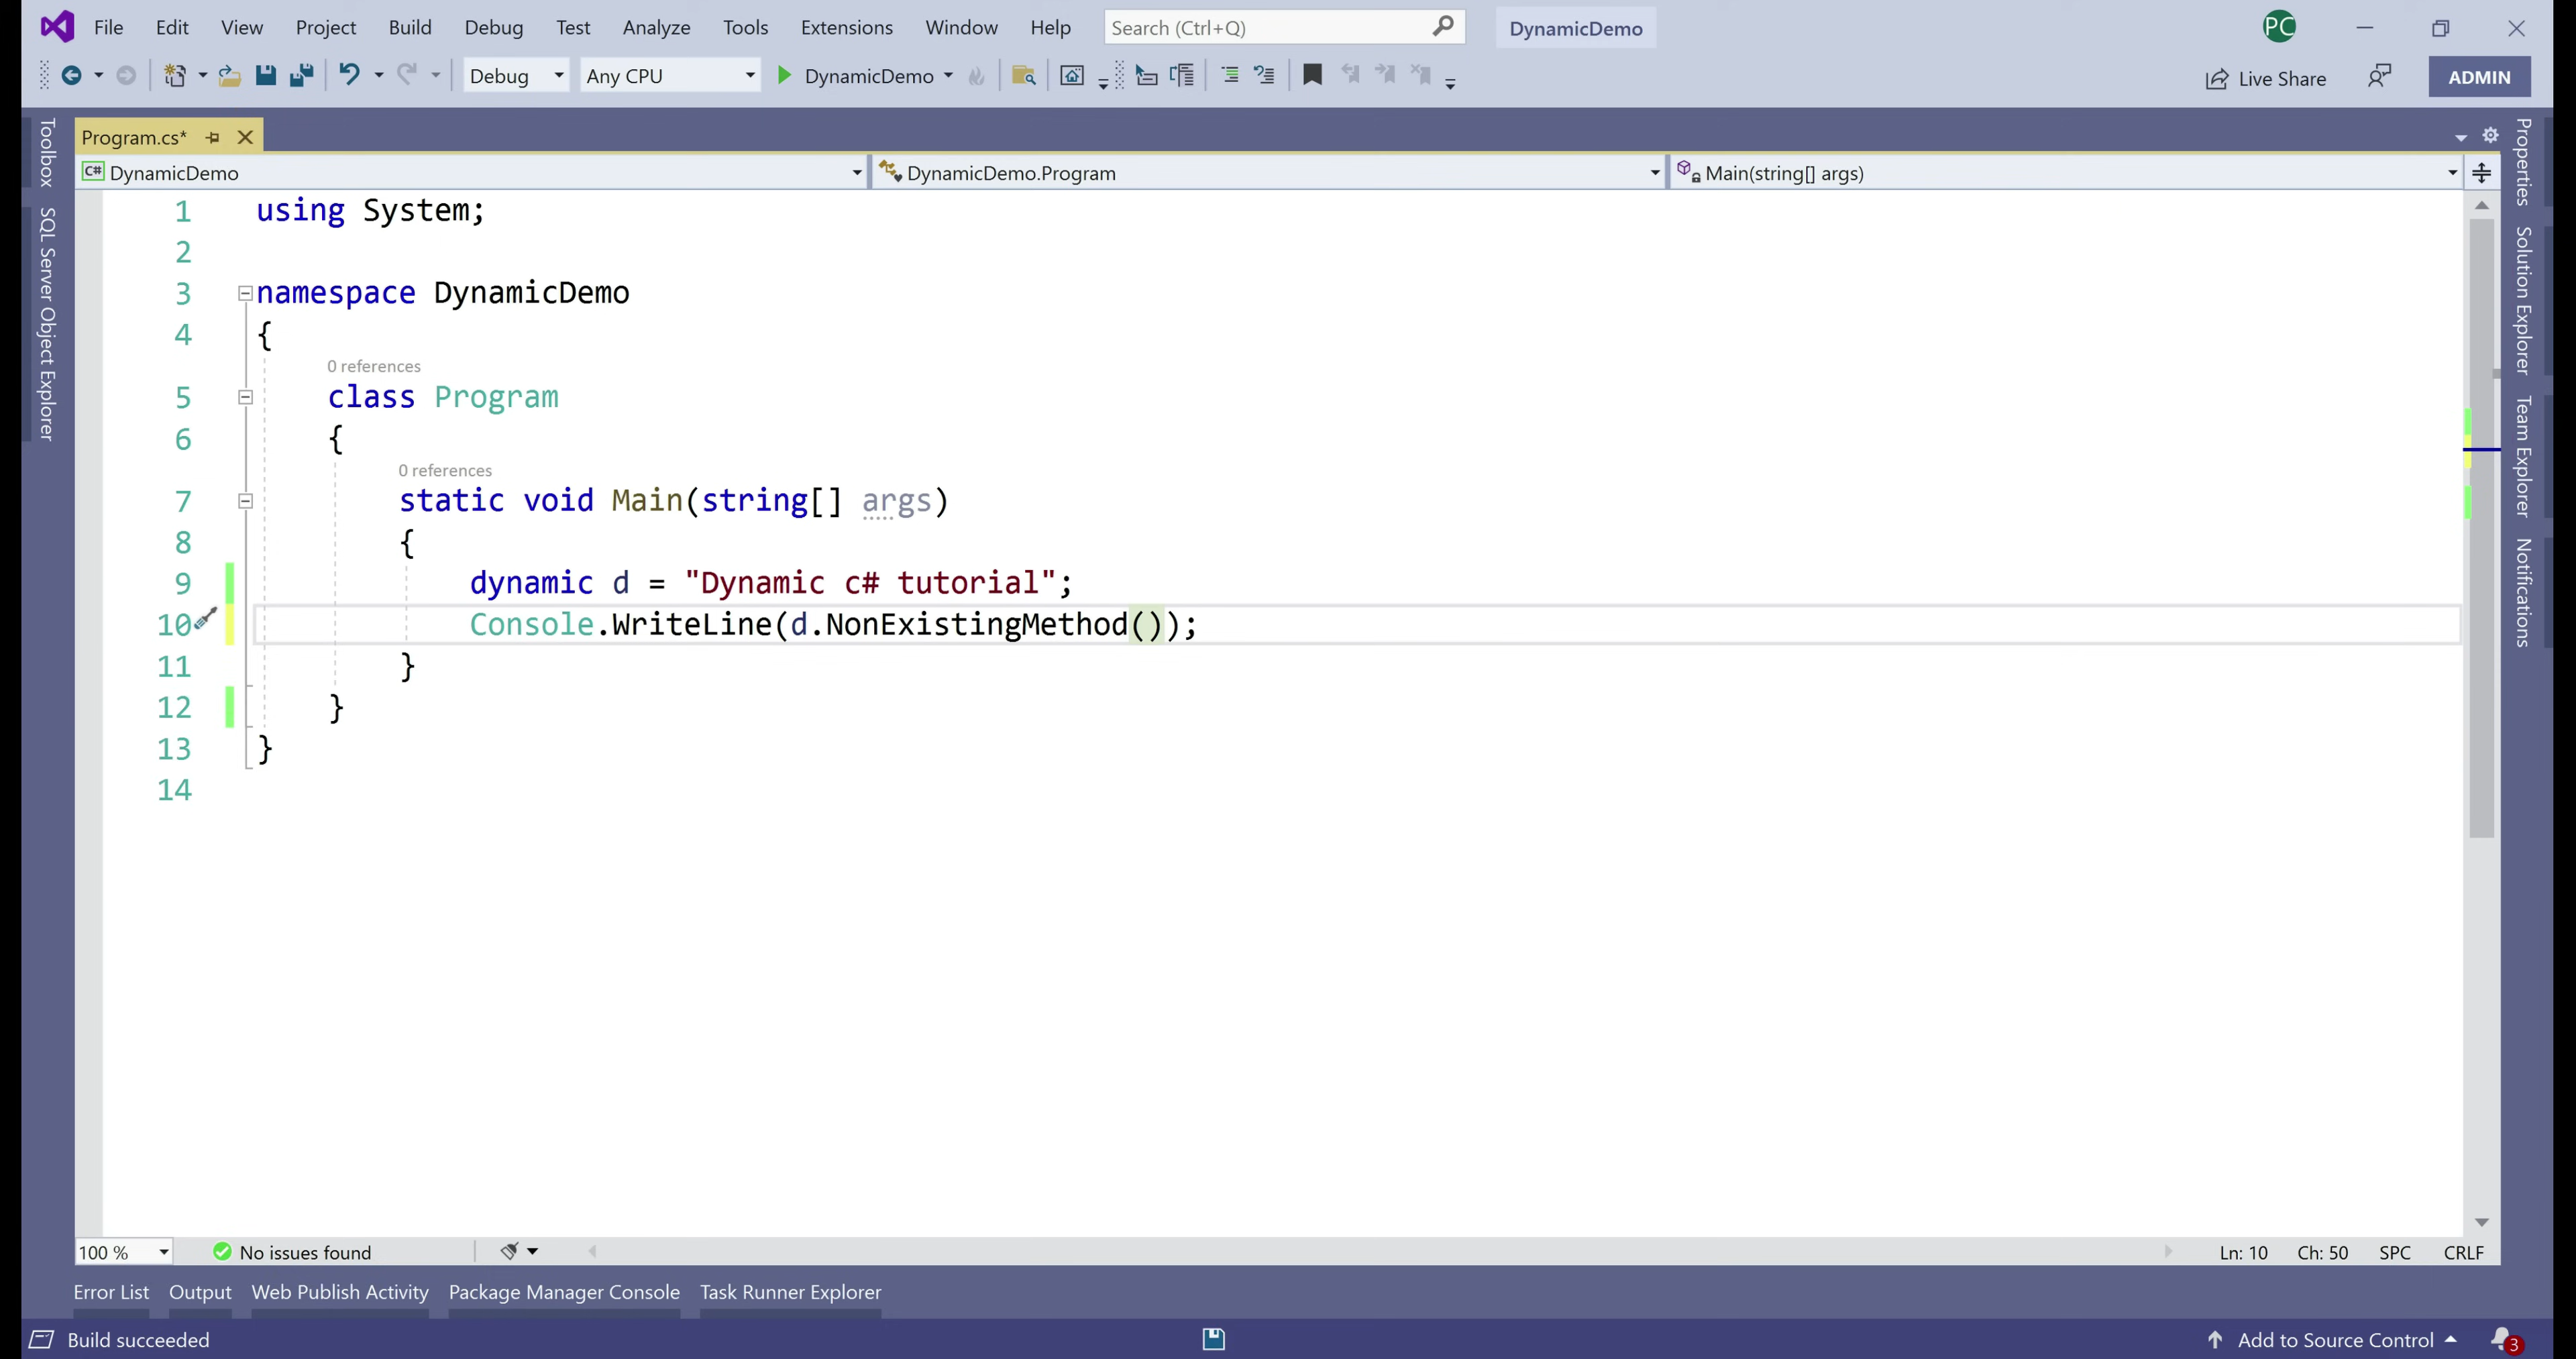 File Edit View Project Build Debug Test Analyze Tools Extensions Window Help Search (Ctrl+Q) DynamicDemo PC
Debug Any CPU DynamicDemo Live Share ADMIN
Program.cs*
C# DynamicDemo DynamicDemo.Program Main(string[] args)
1 using System;
2
3 namespace DynamicDemo
4 {
0 references
5 class Program
6 {
0 references
7 static void Main(string[] args)
8 {
9 dynamic d = "Dynamic c# tutorial";
10 Console.WriteLine(d.NonExistingMethod());
11 }
12 }
13 }
14
Toolbox
SQL Server Object Explorer
Properties
Solution Explorer
Team Explorer
Notifications
100 % No issues found Ln: 10 Ch: 50 SPC CRLF
Error List Output Web Publish Activity Package Manager Console Task Runner Explorer
Build succeeded Add to Source Control 3